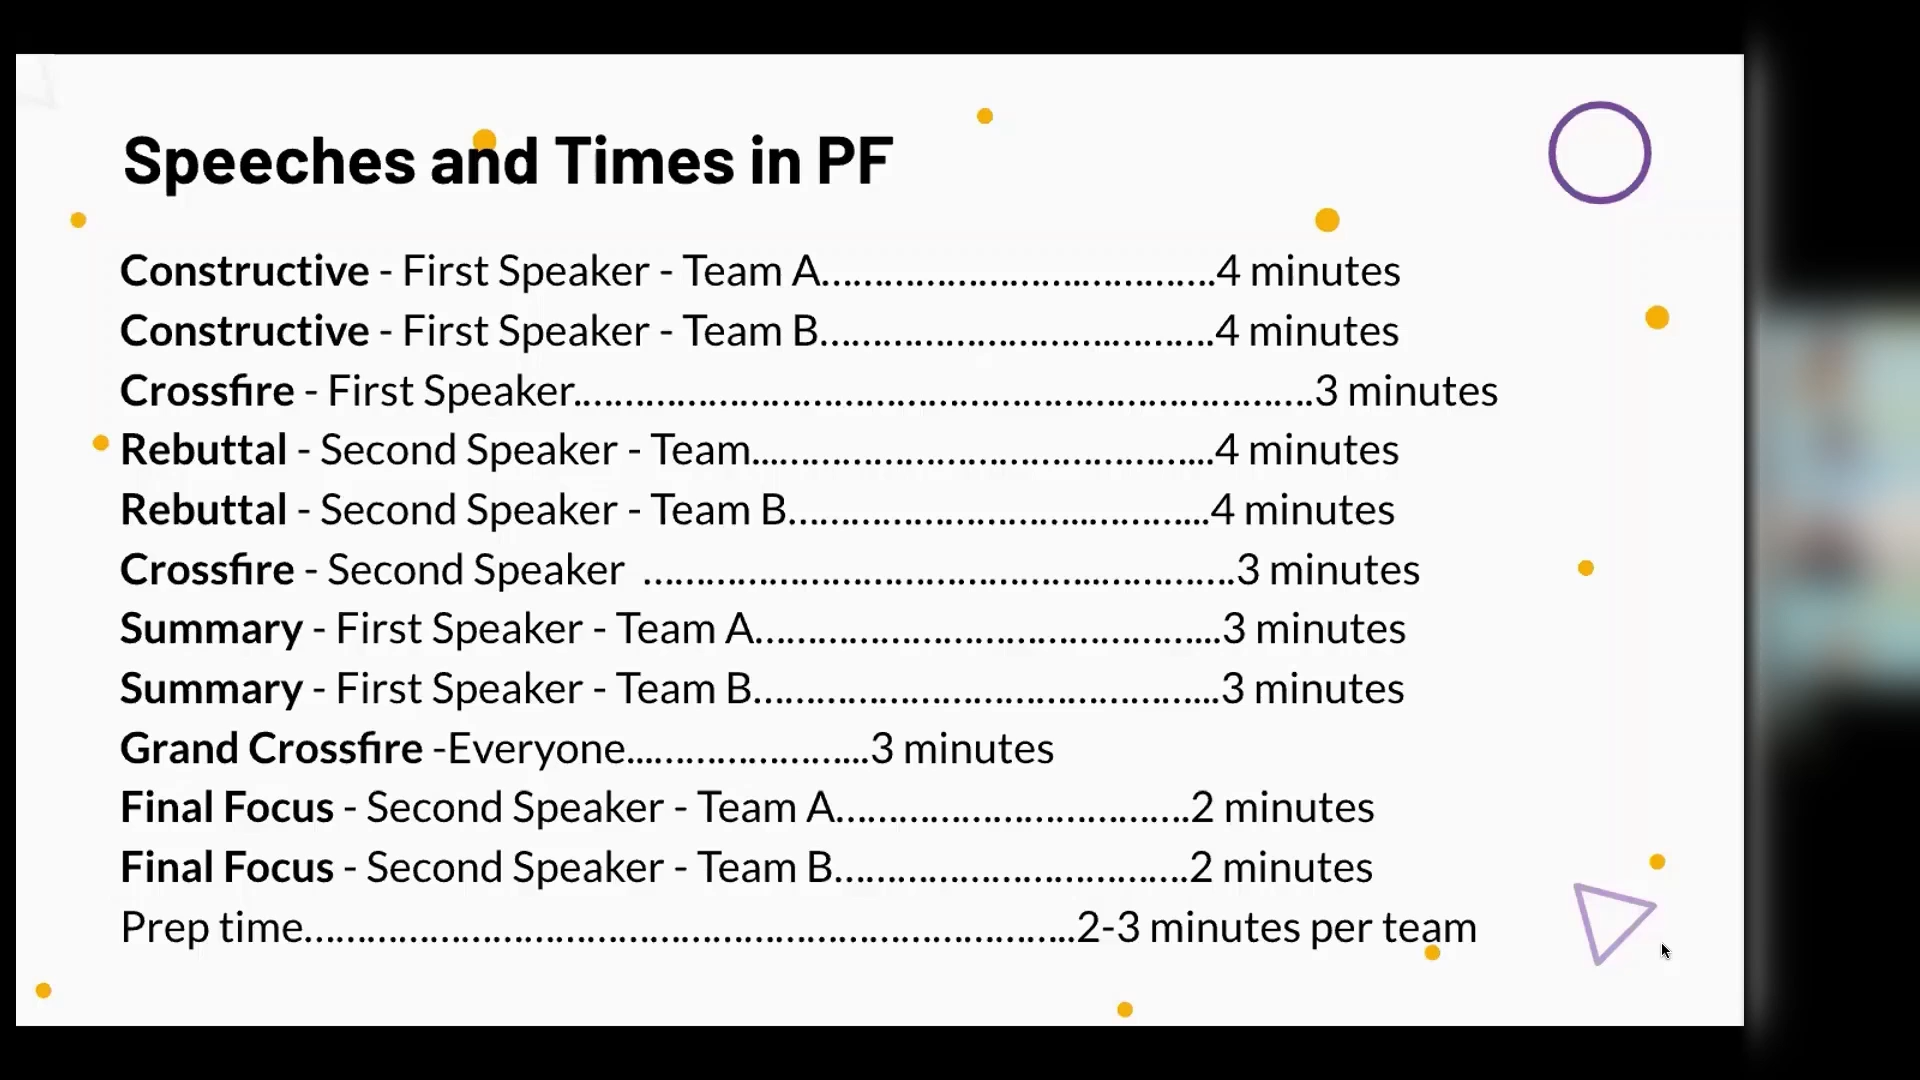 Speeches and Times in PF
Constructive - First Speaker - Team A……………………………………..4 minutes
Constructive - First Speaker - Team B……………………………………..4 minutes
Crossfire - First Speaker……………………………………………………………………….3 minutes
Rebuttal - Second Speaker - Team…………………………………………...4 minutes
Rebuttal - Second Speaker - Team B………………………………………...4 minutes
Crossfire - Second Speaker ………………………………………………………….3 minutes
Summary - First Speaker - Team A…………………………………………...3 minutes
Summary - First Speaker - Team B…………………………………………...3 minutes
Grand Crossfire -Everyone……………………...3 minutes
Final Focus - Second Speaker - Team A………………………………….2 minutes
Final Focus - Second Speaker - Team B………………………………….2 minutes
Prep time…………………………………………………………………………..2-3 minutes per team